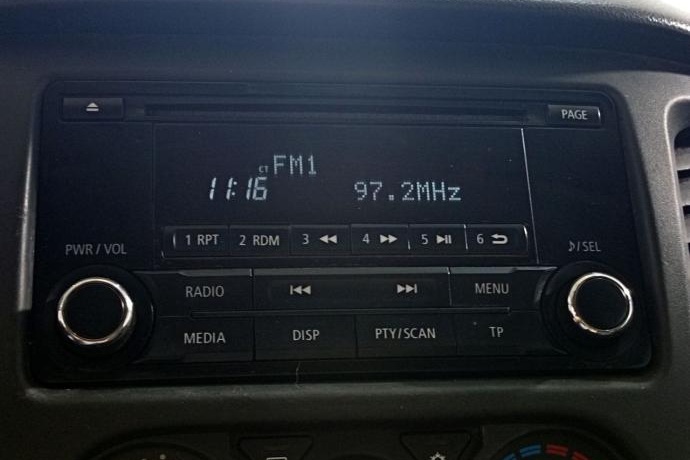 PAGE
CT FM1
11:16 97.2MHz
1 RPT 2 RDM 3 4 5 6
PWR / VOL
/ SEL
RADIO MENU
MEDIA DISP PTY/SCAN TP